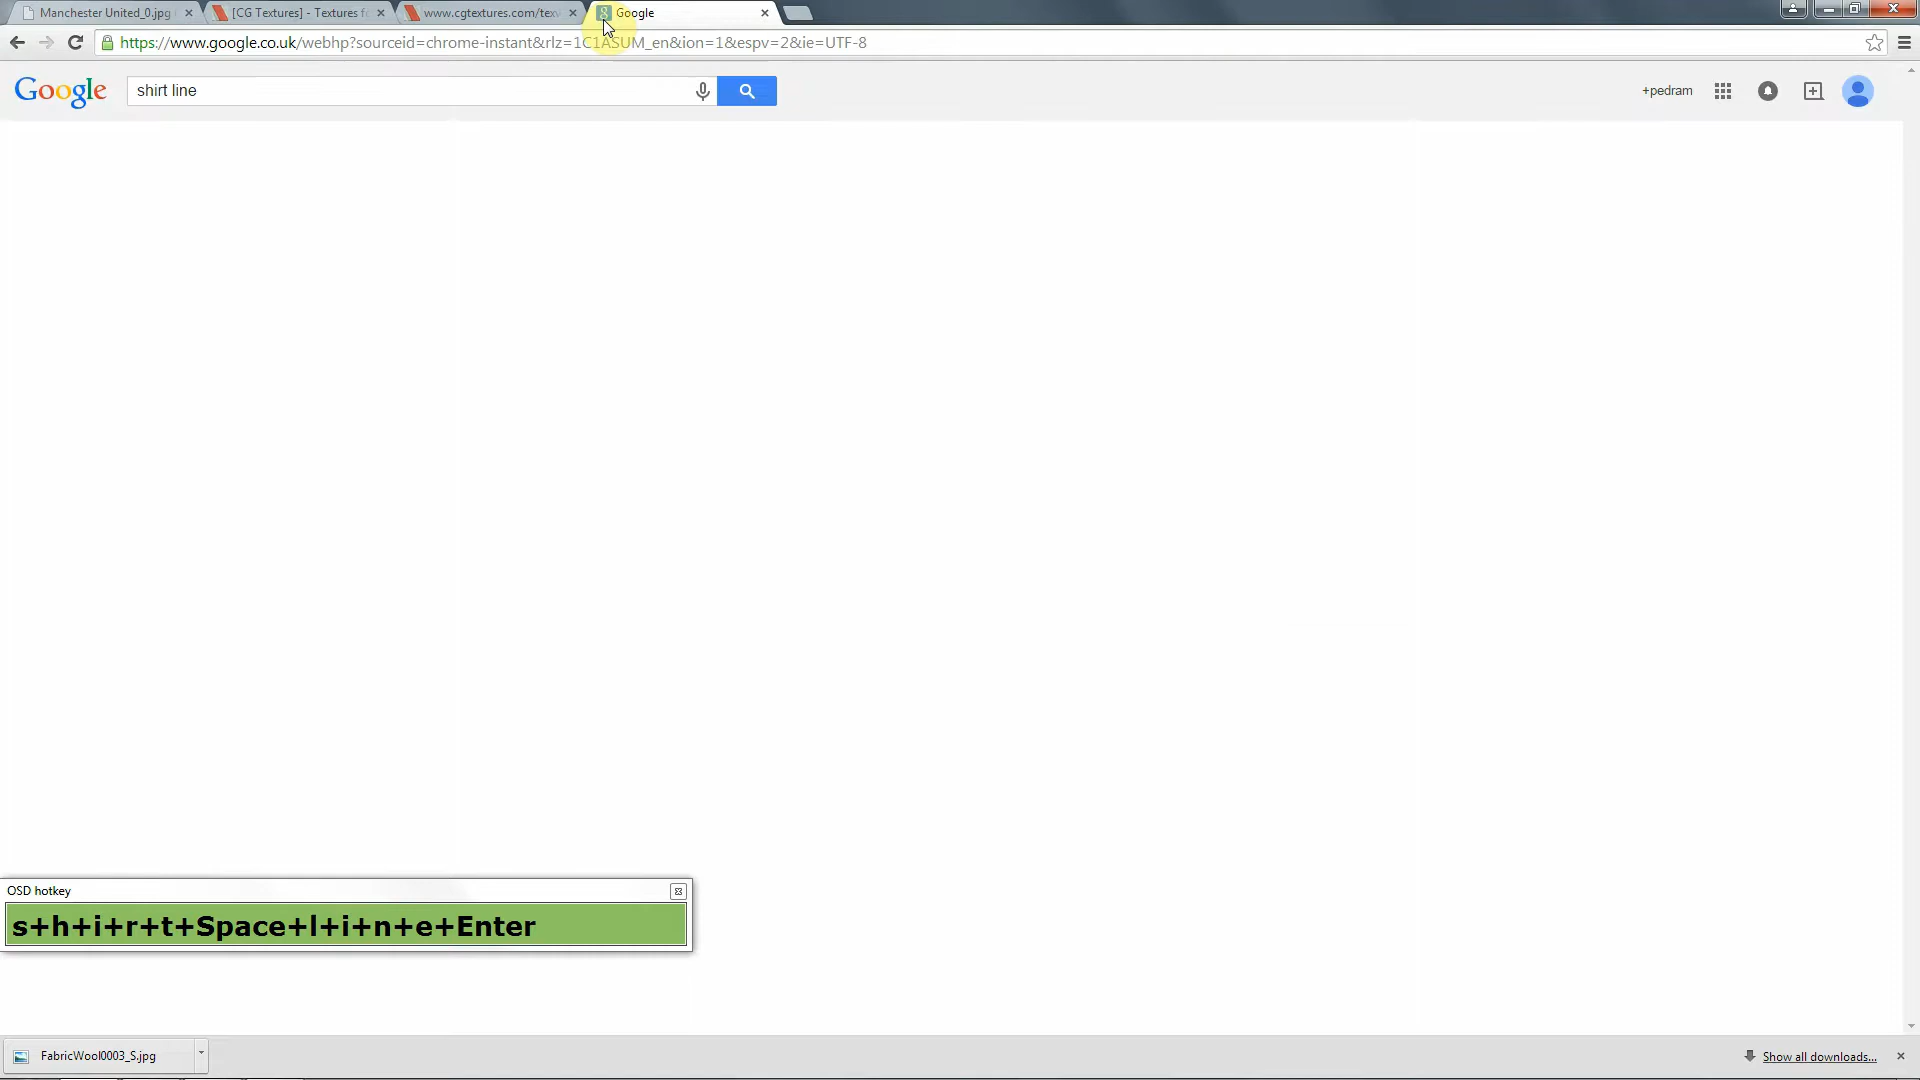 Manchester United_0.jpg
[CG Textures] - Textures fo
www.cgtextures.com/tex
Google
https://www.google.co.uk/webhp?sourceid=chrome-instant&rlz=1C1ASUM_en&ion=1&espv=2&ie=UTF-8
Google
shirt line
+pedram
OSD hotkey
s+h+i+r+t+Space+l+i+n+e+Enter
FabricWool0003_S.jpg
Show all downloads...